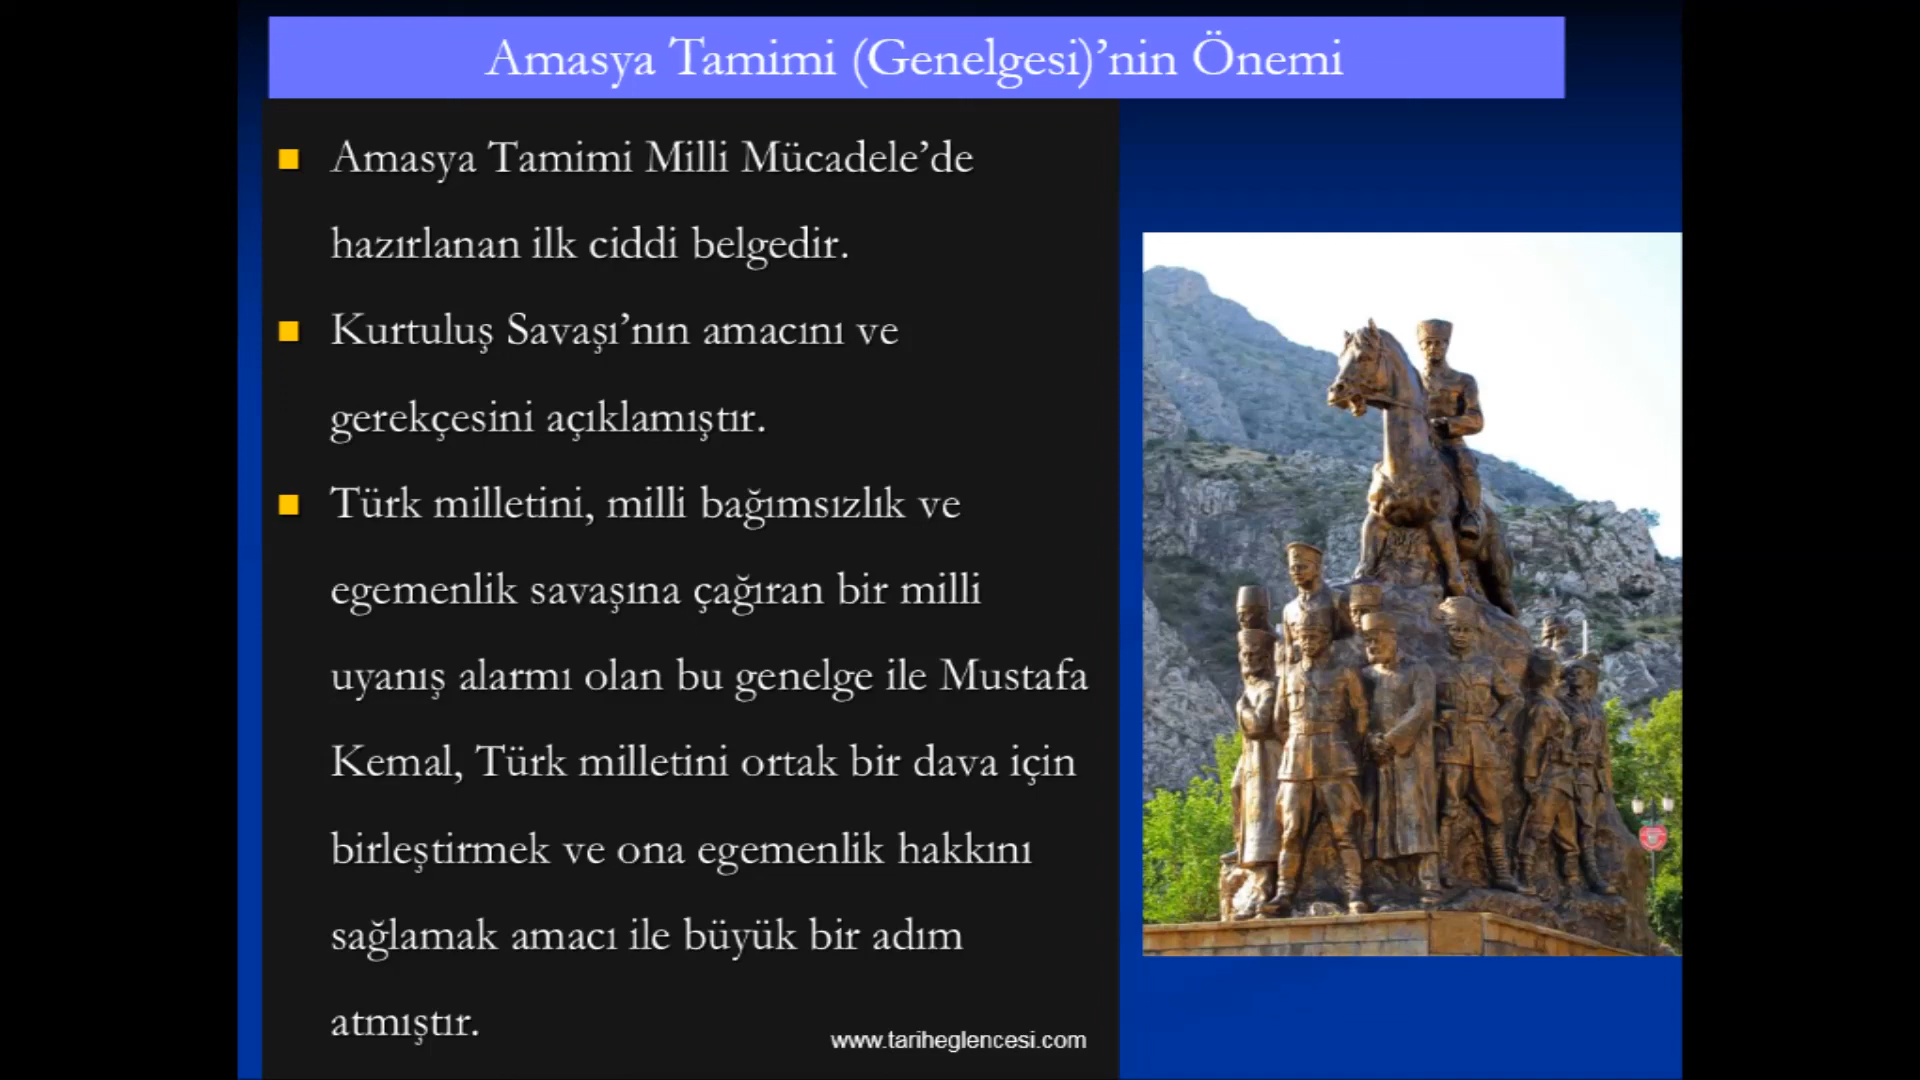 Amasya Tamimi (Genelgesi)’nin Önemi
Amasya Tamimi Milli Mücadele’de
hazırlanan ilk ciddi belgedir.
Kurtuluş Savaşı’nın amacını ve
gerekçesini açıklamıştır.
Türk milletini, milli bağımsızlık ve
egemenlik savaşına çağıran bir milli
uyanış alarmı olan bu genelge ile Mustafa
Kemal, Türk milletini ortak bir dava için
birleştirmek ve ona egemenlik hakkını
sağlamak amacı ile büyük bir adım
atmıştır.
www.tariheglencesi.com